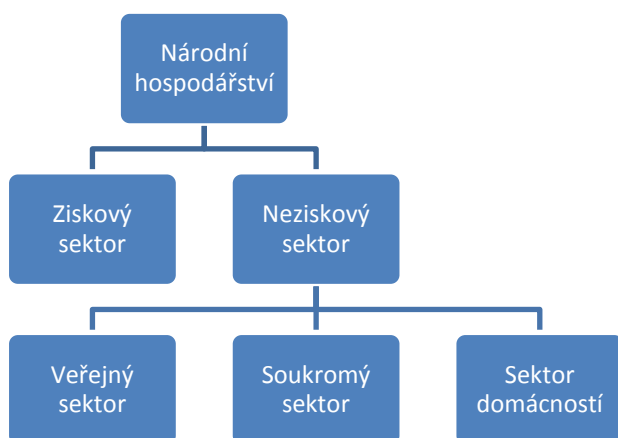 Národní
hospodářství
Ziskový
sektor
Neziskový
sektor
Veřejný
sektor
Soukromý
sektor
Sektor
domácností